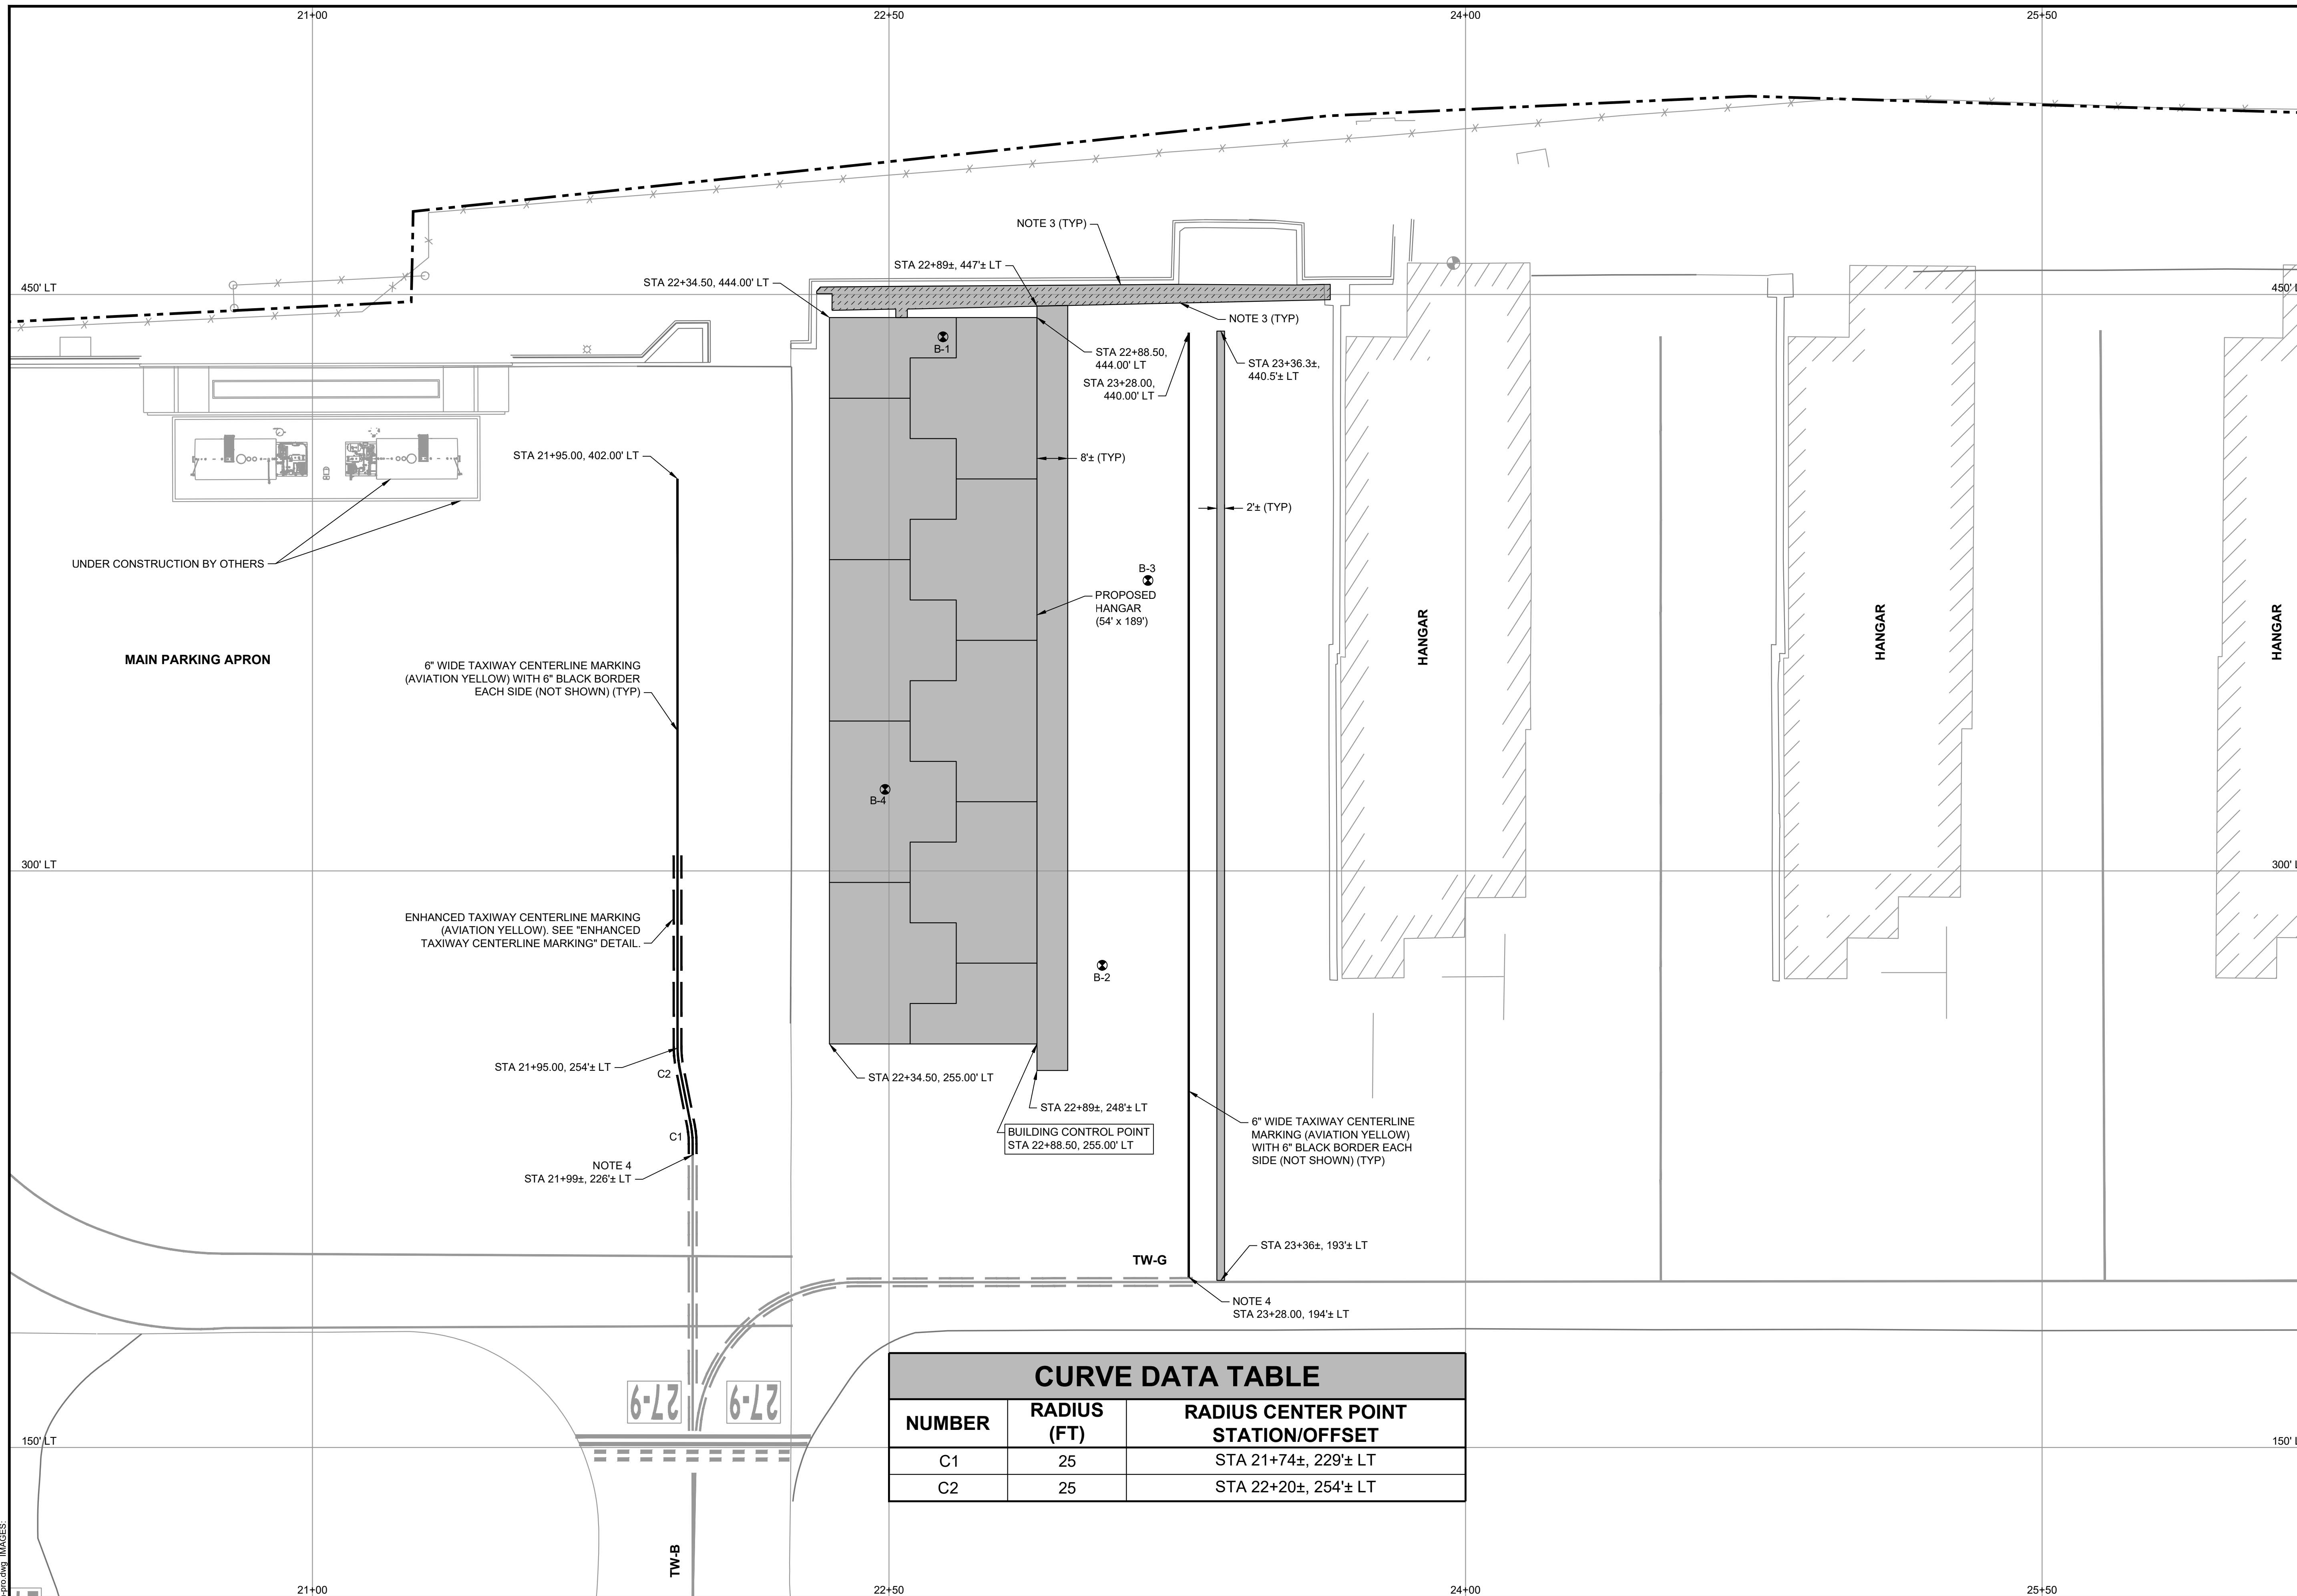 21+00
22+50
24+00
25+50
NOTE 3 (TYP)
STA 22+89±, 447'± LT
STA 22+34.50, 444.00' LT
450' LT
450' L
NOTE 3 (TYP)
B-1
STA 22+88.50,
444.00' LT
STA 23+28.00,
440.00' LT
STA 23+36.3±,
440.5'± LT
STA 21+95.00, 402.00' LT
8'± (TYP)
2'± (TYP)
UNDER CONSTRUCTION BY OTHERS
B-3
PROPOSED
HANGAR
(54' x 189')
HANGAR
HANGAR
HANGAR
MAIN PARKING APRON
6" WIDE TAXIWAY CENTERLINE MARKING
(AVIATION YELLOW) WITH 6" BLACK BORDER
EACH SIDE (NOT SHOWN) (TYP)
B-4
300' LT
300' L
ENHANCED TAXIWAY CENTERLINE MARKING
(AVIATION YELLOW). SEE "ENHANCED
TAXIWAY CENTERLINE MARKING" DETAIL.
B-2
STA 21+95.00, 254'± LT
C2
STA 22+34.50, 255.00' LT
STA 22+89±, 248'± LT
C1
BUILDING CONTROL POINT
STA 22+88.50, 255.00' LT
6" WIDE TAXIWAY CENTERLINE
MARKING (AVIATION YELLOW)
WITH 6" BLACK BORDER EACH
SIDE (NOT SHOWN) (TYP)
NOTE 4
STA 21+99±, 226'± LT
STA 23+36±, 193'± LT
TW-G
NOTE 4
STA 23+28.00, 194'± LT
27-9
27-9
CURVE DATA TABLE
NUMBER
RADIUS
(FT)
RADIUS CENTER POINT
STATION/OFFSET
C1
25
STA 21+74±, 229'± LT
C2
25
STA 22+20±, 254'± LT
150' LT
150' L
TW-B
-pro.dwg IMAGES:
21+00
22+50
24+00
25+50